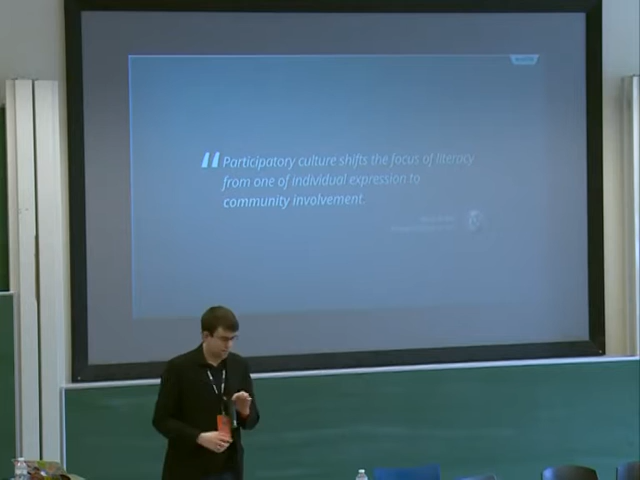 Participatory culture shifts the focus of literacy
from one of individual expression to
community involvement.